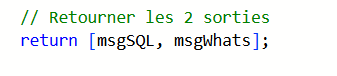 // Retourner les 2 sorties
return [msgSQL, msgWhats];